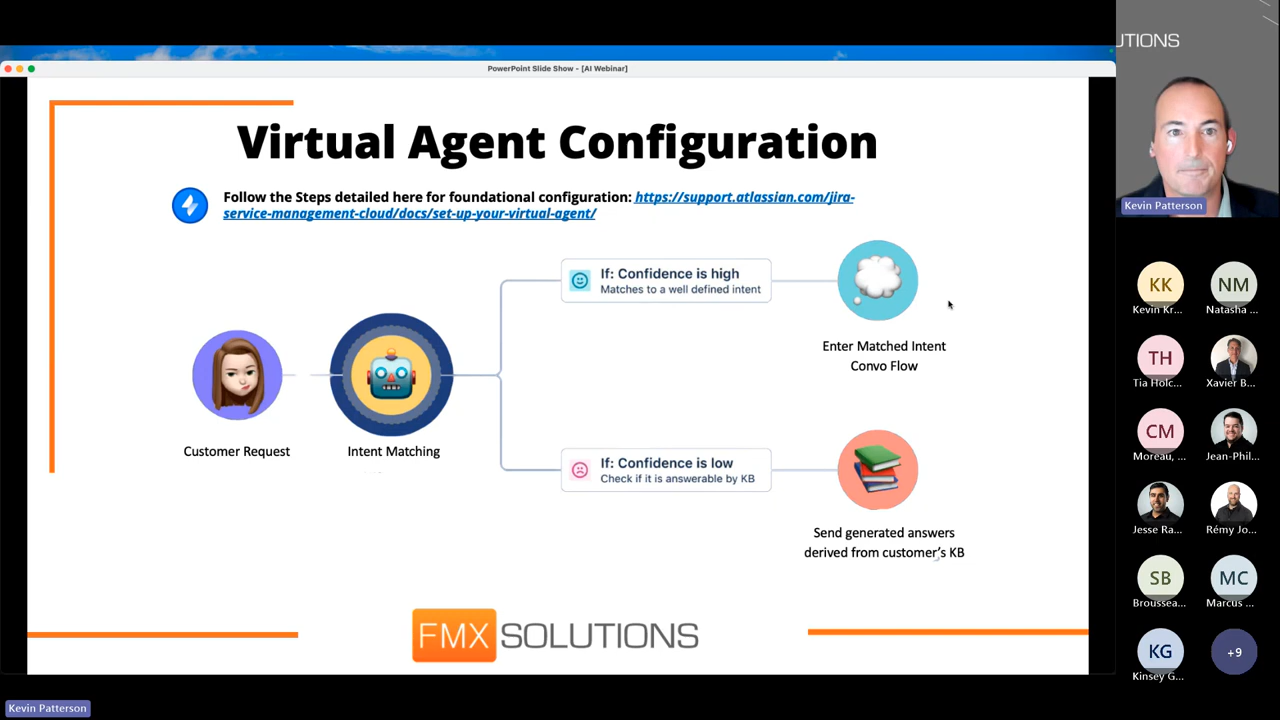 PowerPoint Slide Show - [AI Webinar]
Virtual Agent Configuration
Follow the Steps detailed here for foundational configuration: https://support.atlassian.com/jira-
service-management-cloud/docs/set-up-your-virtual-agent/
If: Confidence is high
Matches to a well defined intent
Enter Matched Intent
Convo Flow
Customer Request
Intent Matching
If: Confidence is low
Check if it is answerable by KB
Send generated answers
derived from customer's KB
FMX SOLUTIONS
Kevin Patterson
UTIONS
Kevin Patterson
KK
NM
Kevin Kr...
Natasha ...
TH
Tia Holc...
Xavier B...
CM
Moreau, ...
Jean-Phil...
Jesse Ra...
Rémy Jo...
SB
MC
Broussea...
Marcus ...
KG
+9
Kinsey G...